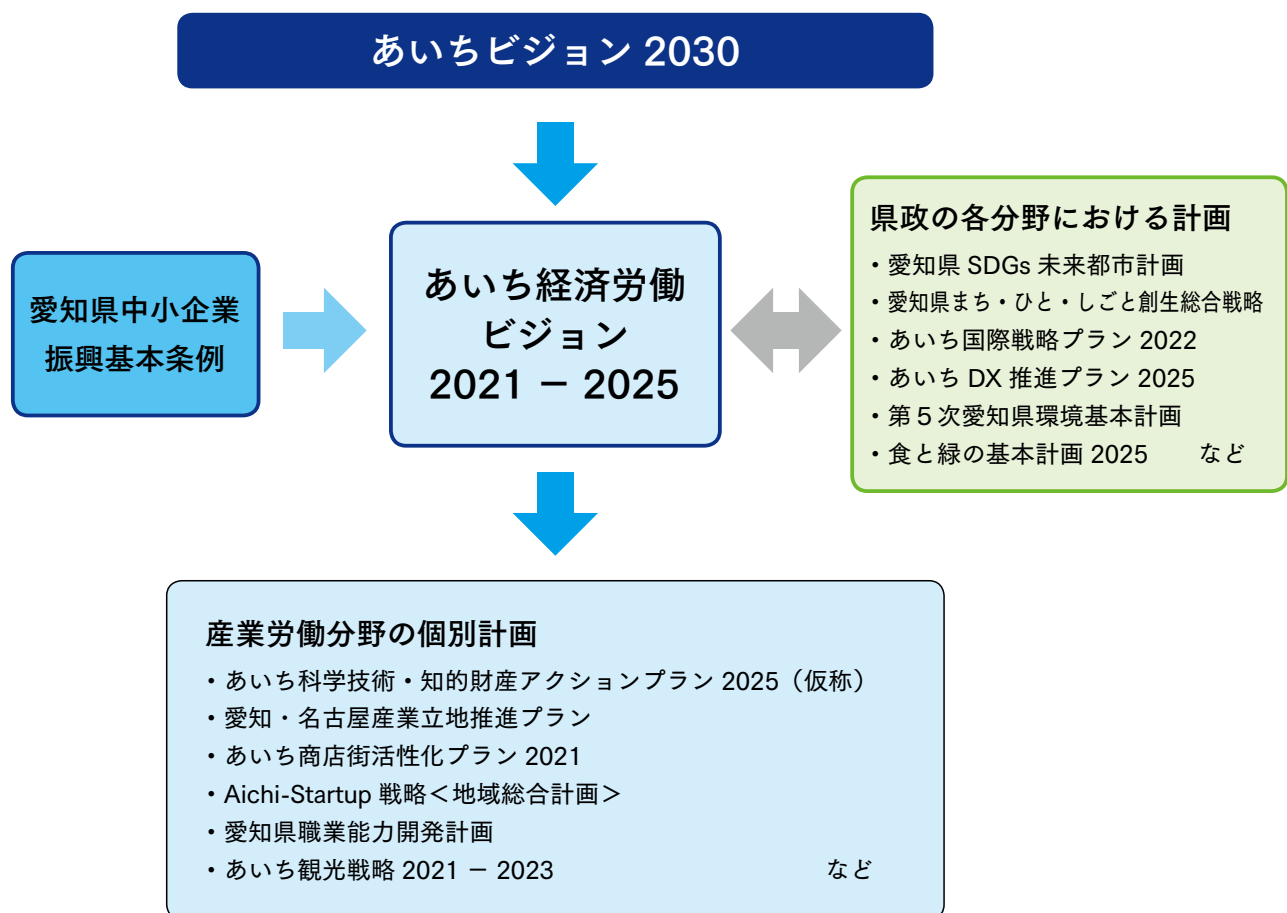 あいちビジョン 2030
愛知県中小企業
振興基本条例
あいち経済労働
ビジョン
2021 － 2025
県政の各分野における計画
・愛知県 SDGs 未来都市計画
・愛知県まち・ひと・しごと創生総合戦略
・あいち国際戦略プラン 2022
・あいち DX 推進プラン 2025
・第５次愛知県環境基本計画
・食と緑の基本計画 2025　　など
産業労働分野の個別計画
・あいち科学技術・知的財産アクションプラン 2025（仮称）
・愛知・名古屋産業立地推進プラン
・あいち商店街活性化プラン 2021
・Aichi-Startup 戦略＜地域総合計画＞
・愛知県職業能力開発計画
・あいち観光戦略 2021 － 2023　　など